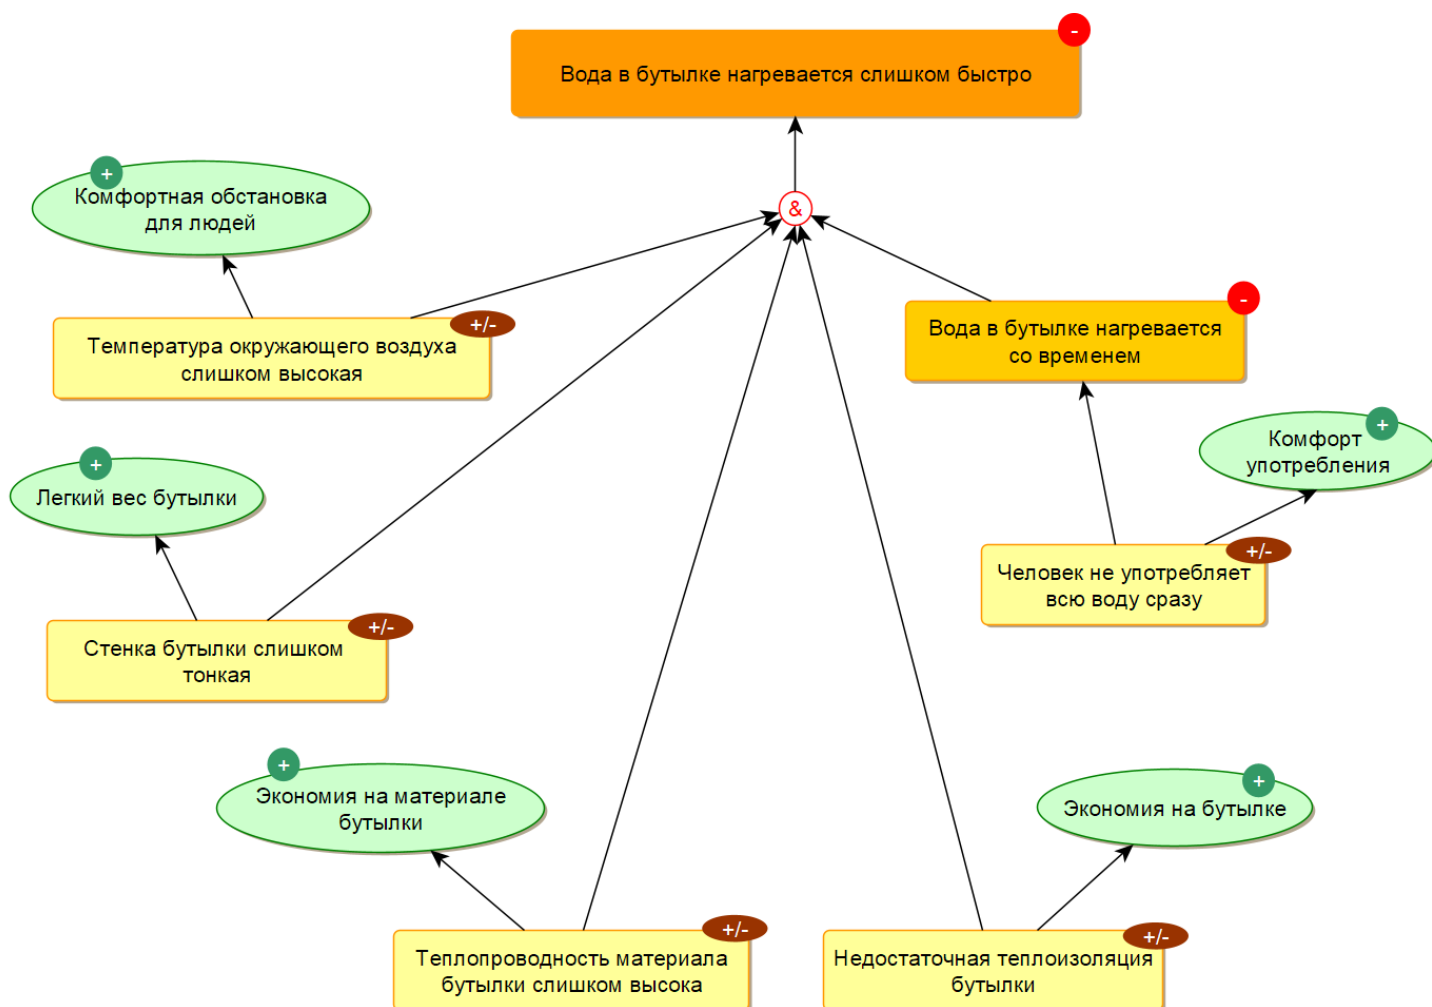 -
Вода в бутылке нагревается слишком быстро
&
+
Комфортная обстановка
для людей
+/-
Температура окружающего воздуха
слишком высокая
-
Вода в бутылке нагревается
со временем
+
Комфорт
употребления
+
Легкий вес бутылки
+/-
Человек не употребляет
всю воду сразу
+/-
Стенка бутылки слишком
тонкая
+
Экономия на материале
бутылки
+
Экономия на бутылке
+/-
Теплопроводность материала
бутылки слишком высока
+/-
Недостаточная теплоизоляция
бутылки